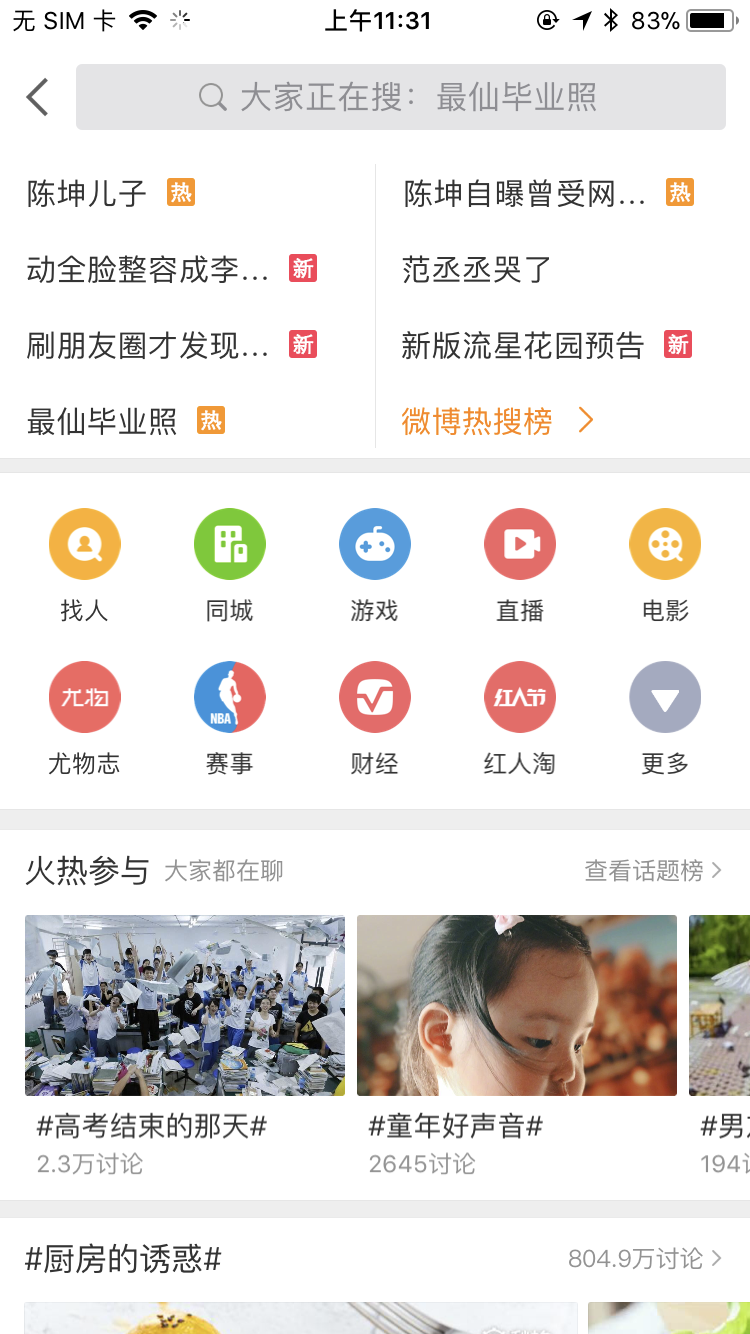 无 SIM 卡 上午11:31 83%
大家正在搜：最仙毕业照
陈坤儿子 热
陈坤自曝曾受网... 热
动全脸整容成李... 新
范丞丞哭了
刷朋友圈才发现... 新
新版流星花园预告 新
最仙毕业照 热
微博热搜榜
找人 同城 游戏 直播 电影
尤物 NBA 红人节
尤物志 赛事 财经 红人淘 更多
火热参与 大家都在聊 查看话题榜
#高考结束的那天# #童年好声音# #男
2.3万讨论 2645讨论 194
#厨房的诱惑# 804.9万讨论